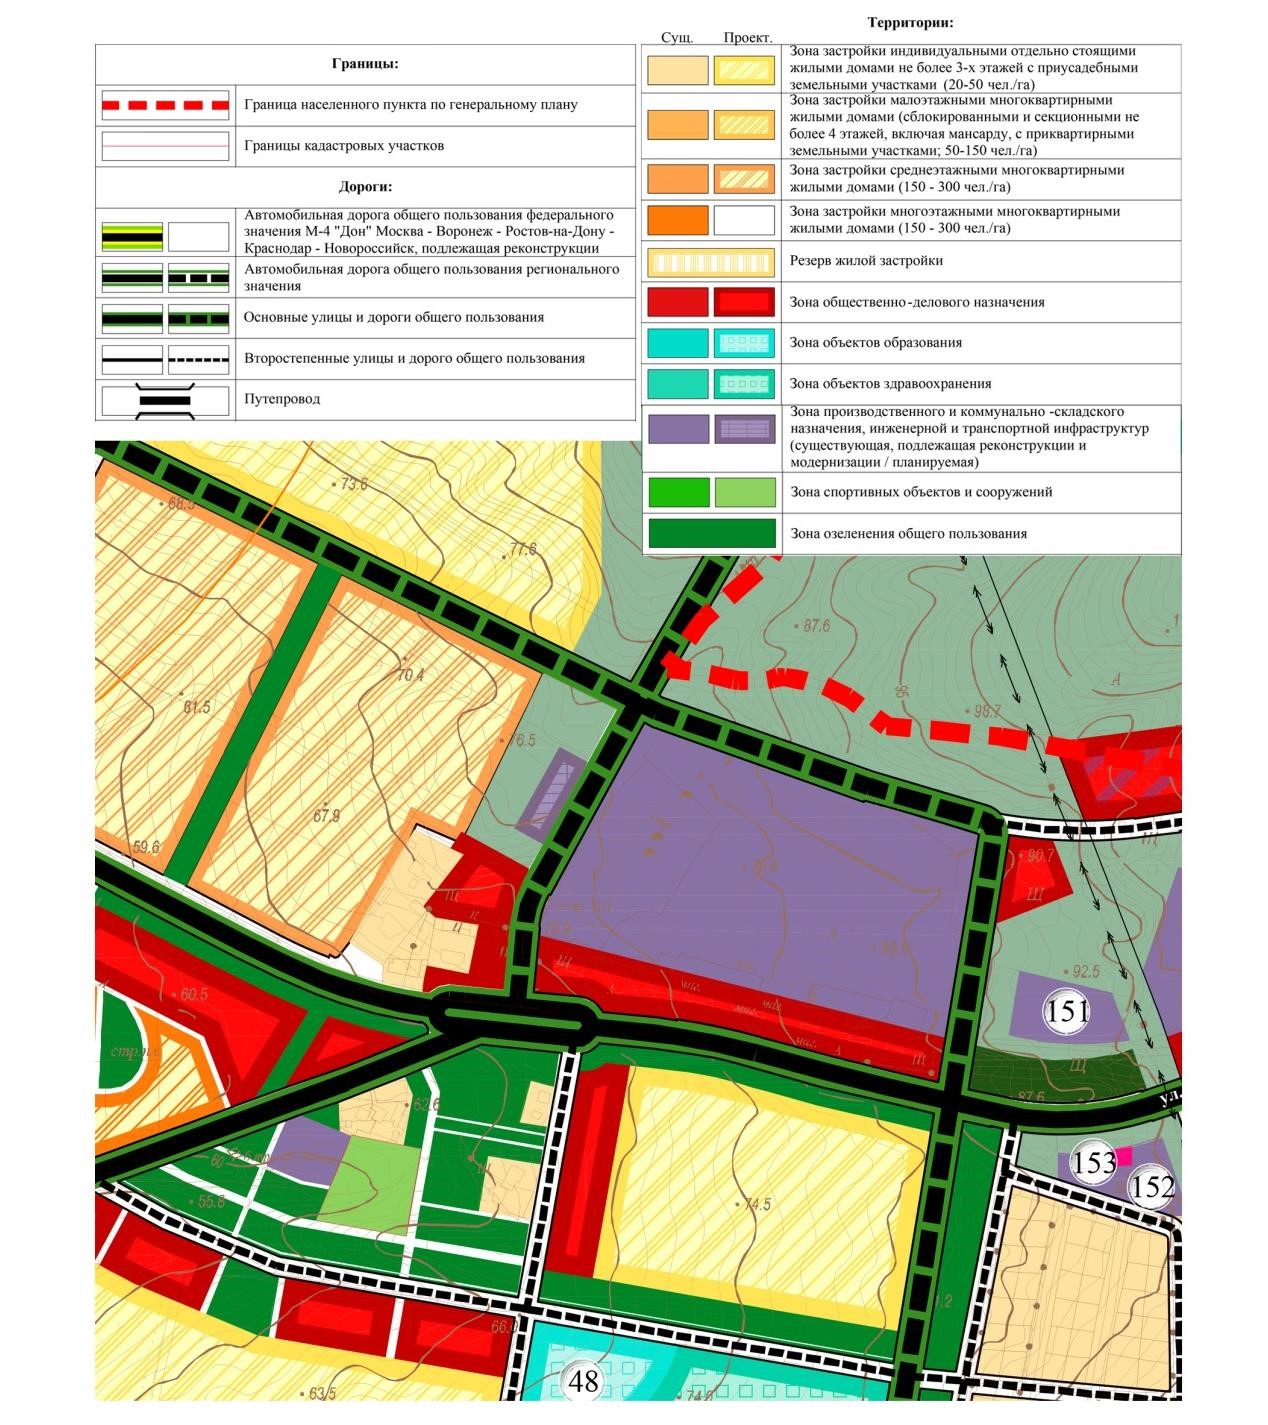 Границы:
Граница населенного пункта по генеральному плану
Границы кадастровых участков
Дороги:
Автомобильная дорога общего пользования федерального
значения М-4 "Дон" Москва - Воронеж - Ростов-на-Дону -
Краснодар - Новороссийск, подлежащая реконструкции
Автомобильная дорога общего пользования регионального
значения
Основные улицы и дороги общего пользования
Второстепенные улицы и дорого общего пользования
Путепровод
Территории:
Сущ. Проект.
Зона застройки индивидуальными отдельно стоящими
жилыми домами не более 3-х этажей с приусадебными
земельными участками (20-50 чел./га)
Зона застройки малоэтажными многоквартирными
жилыми домами (сблокированными и секционными не
более 4 этажей, включая мансарду, с приквартирными
земельными участками; 50-150 чел./га)
Зона застройки среднеэтажными многоквартирными
жилыми домами (150 - 300 чел./га)
Зона застройки многоэтажными многоквартирными
жилыми домами (150 - 300 чел./га)
Резерв жилой застройки
Зона общественно-делового назначения
Зона объектов образования
Зона объектов здравоохранения
Зона производственного и коммунально -складского
назначения, инженерной и транспортной инфраструктур
(существующая, подлежащая реконструкции и
модернизации / планируемая)
Зона спортивных объектов и сооружений
Зона озеленения общего пользования
73.6
77.6
87.6
70.4
61.5
98.7
76.5
67.9
59.6
90.7
Щ
92.5
60.5
151
маг.
маг.
маг.
Щ
Щ
87.6
62.6
153
152
55.8
74.5
66.0
48
63.5
74.0